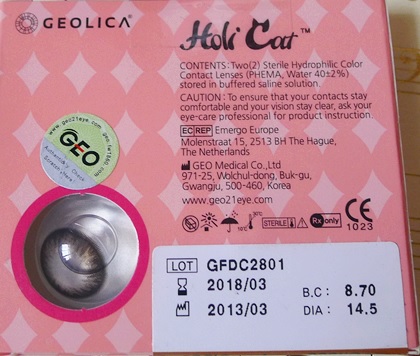 GEOLICA®
Holi Cat™
CONTENTS: Two(2) Sterile Hydrophilic Color
Contact Lenses (PHEMA, Water 40±2%)
stored in buffered saline solution.
CAUTION: To ensure that your contacts stay
comfortable and your vision stay clear, ask your
eye-care professional for product instruction.
EC REP Emergo Europe
Molenstraat 15, 2513 BH The Hague,
The Netherlands
GEO Medical Co.,Ltd
971-25, Wolchul-dong, Buk-gu,
Gwangju, 500-460, Korea
www.geo21eye.com
STERILE Rx only CE
1023
GEO
LOT GFDC2801
2018/03 B.C: 8.70
2013/03 DIA: 14.5